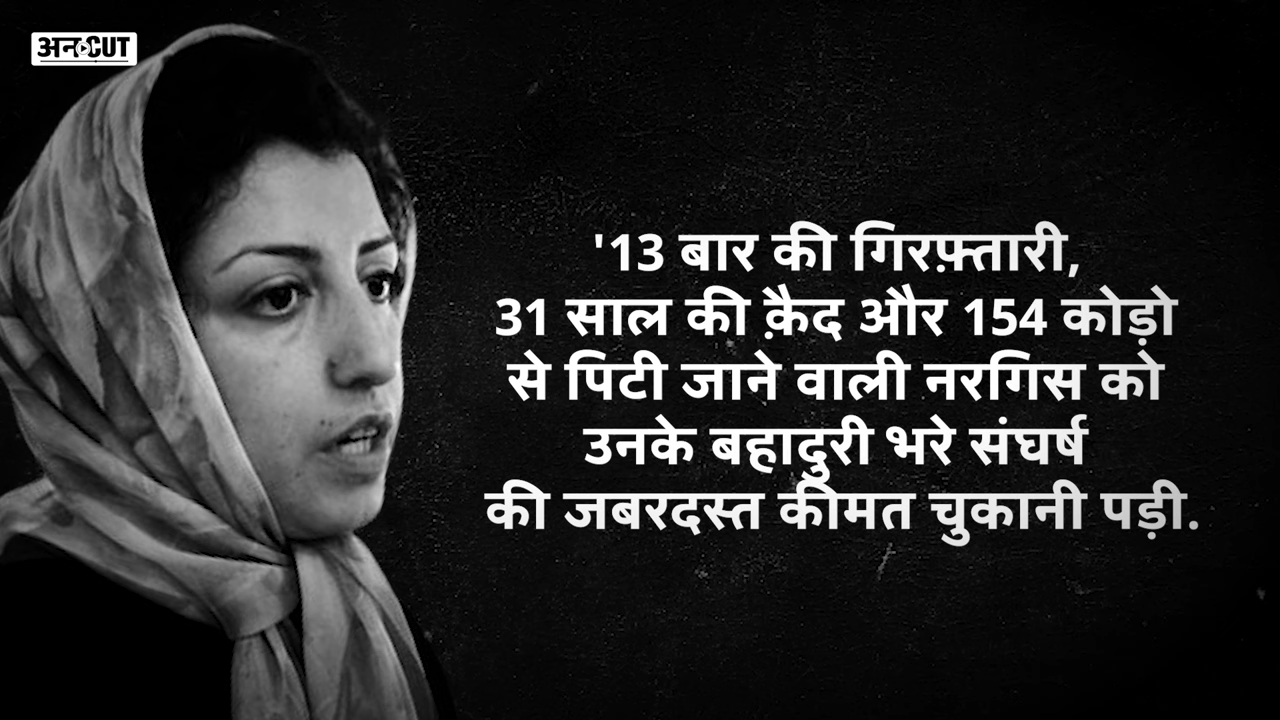 अनCUT
'13 बार की गिरफ़्तारी,
31 साल की क़ैद और 154 कोड़ो
से पिटी जाने वाली नरगिस को
उनके बहादुरी भरे संघर्ष
की जबरदस्त कीमत चुकानी पड़ी.